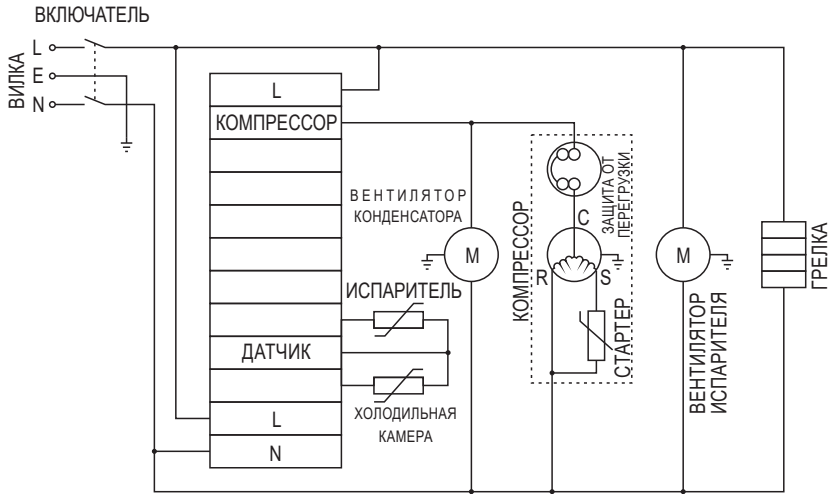 ВКЛЮЧАТЕЛЬ
ВИЛКА
L
E
N
L
КОМПРЕССОР
ДАТЧИК
L
N
ВЕНТИЛЯТОР
КОНДЕНСАТОРА
M
ИСПАРИТЕЛЬ
ХОЛОДИЛЬНАЯ
КАМЕРА
КОМПРЕССОР
ЗАЩИТА ОТ
ПЕРЕГРУЗКИ
C
R
S
СТАРТЕР
M
ВЕНТИЛЯТОР
ИСПАРИТЕЛЯ
ГРЕЛКА